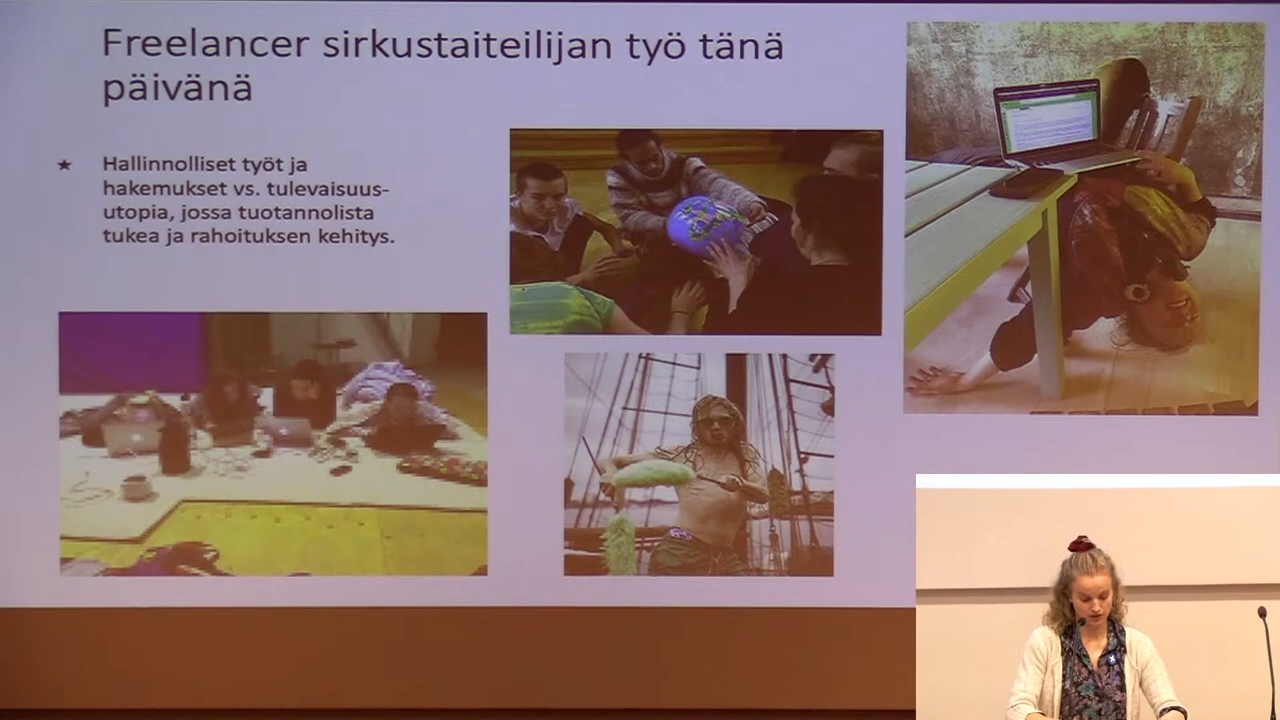 Freelancer sirkustaiteilijan työ tänä
päivänä
★ Hallinnolliset työt ja
hakemukset vs. tulevaisuus-
utopia, jossa tuotannolista
tukea ja rahoituksen kehitys.